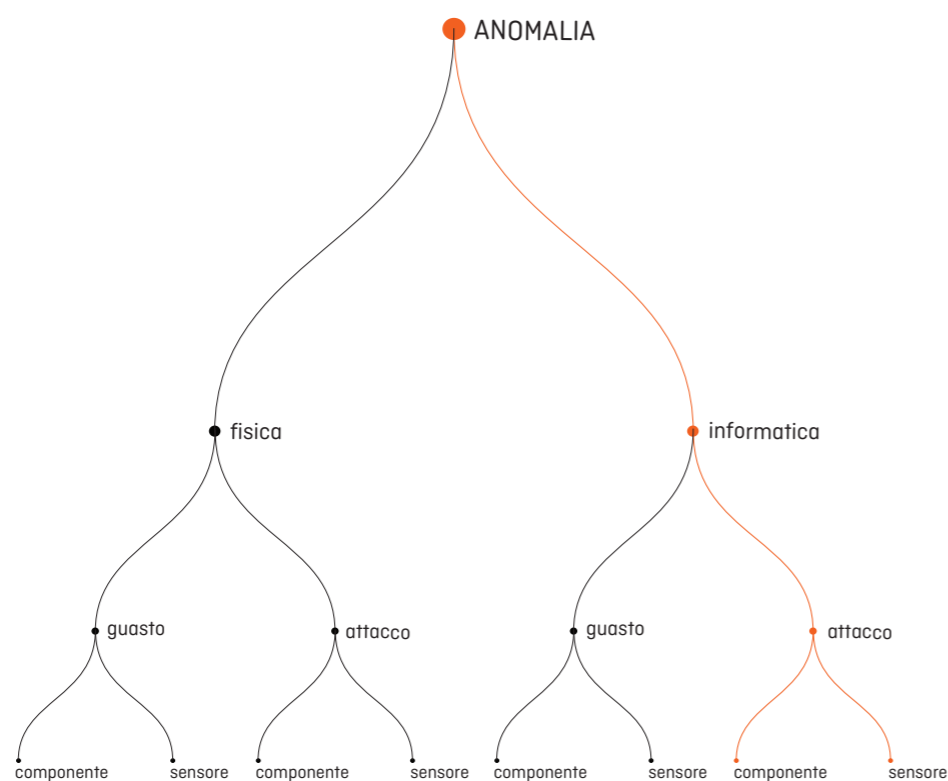 ANOMALIA
fisica
informatica
guasto
attacco
guasto
attacco
componente
sensore
componente
sensore
componente
sensore
componente
sensore